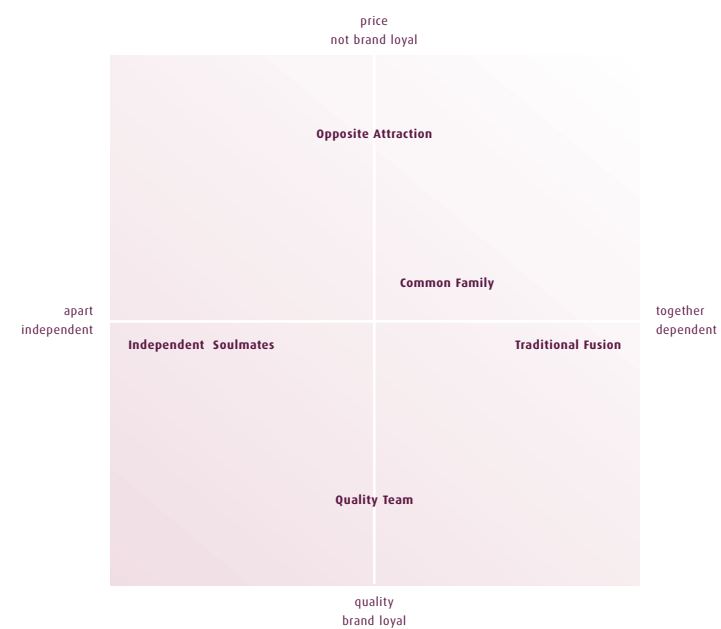 price
not brand loyal
Opposite Attraction
Common Family
apart
independent
together
dependent
Independent Soulmates
Traditional Fusion
Quality Team
quality
brand loyal